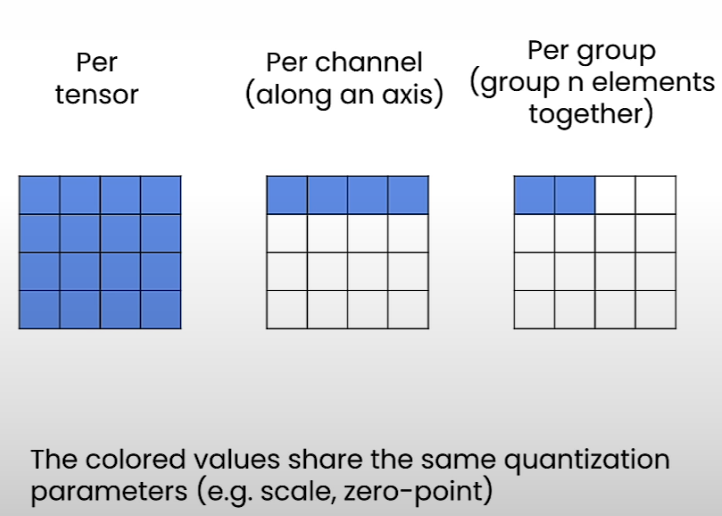 Per
tensor
Per channel
(along an axis)
Per group
(group n elements
together)
The colored values share the same quantization
parameters (e.g. scale, zero-point)